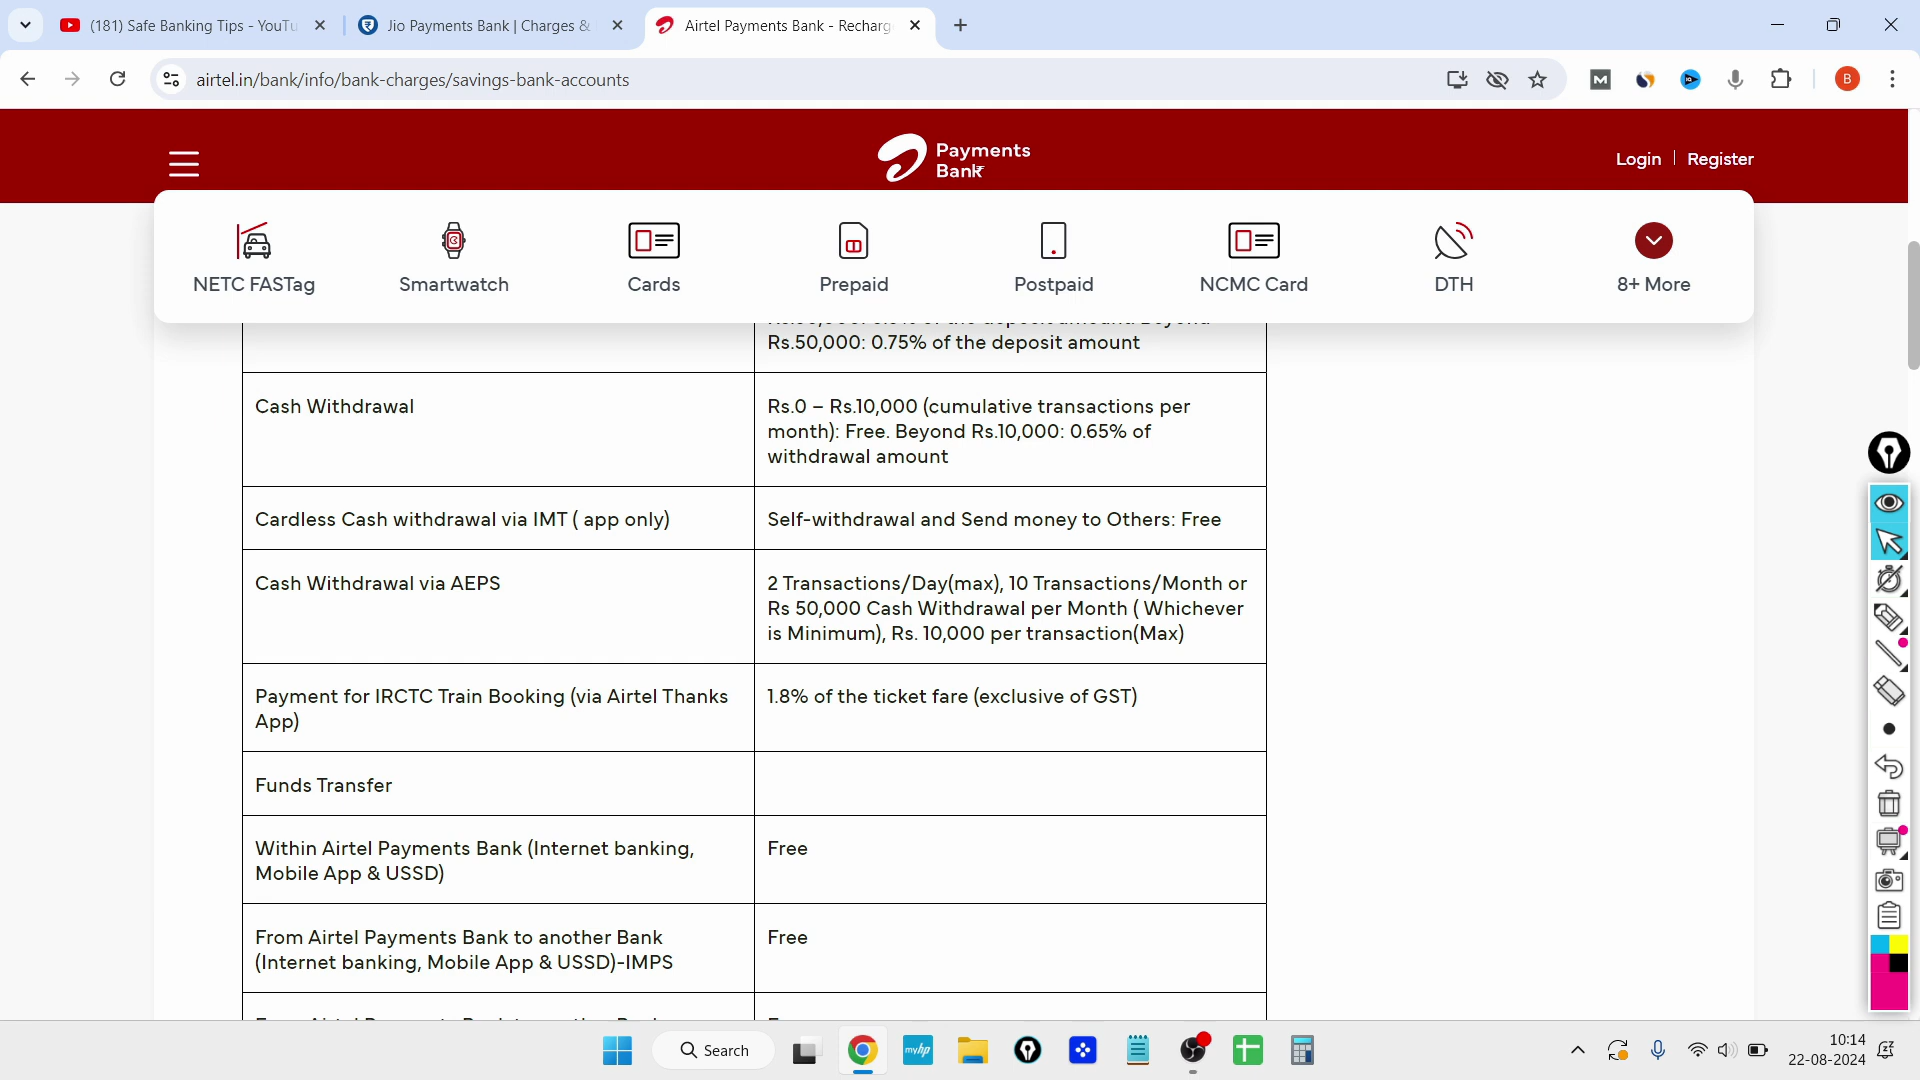 (181) Safe Banking Tips - YouTu
Jio Payments Bank | Charges &
Airtel Payments Bank - Recharg
airtel.in/bank/info/bank-charges/savings-bank-accounts
M
B
Payments
Bank
Login | Register
NETC FASTag
Smartwatch
Cards
Prepaid
Postpaid
NCMC Card
DTH
8+ More
Rs.50,000: 0.75% of the deposit amount
Cash Withdrawal
Rs.0 – Rs.10,000 (cumulative transactions per
month): Free. Beyond Rs.10,000: 0.65% of
withdrawal amount
Cardless Cash withdrawal via IMT ( app only)
Self-withdrawal and Send money to Others: Free
Cash Withdrawal via AEPS
2 Transactions/Day(max), 10 Transactions/Month or
Rs 50,000 Cash Withdrawal per Month ( Whichever
is Minimum), Rs. 10,000 per transaction(Max)
Payment for IRCTC Train Booking (via Airtel Thanks
App)
1.8% of the ticket fare (exclusive of GST)
Funds Transfer
Within Airtel Payments Bank (Internet banking,
Mobile App & USSD)
Free
From Airtel Payments Bank to another Bank
(Internet banking, Mobile App & USSD)-IMPS
Free
Search
myhp
10:14
22-08-2024